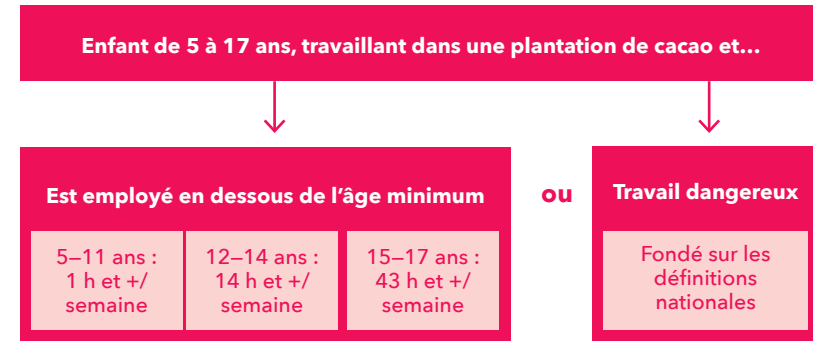 Enfant de 5 à 17 ans, travaillant dans une plantation de cacao et…
Est employé en dessous de l’âge minimum
5–11 ans :
1 h et +/
semaine
12–14 ans :
14 h et +/
semaine
15–17 ans :
43 h et +/
semaine
ou
Travail dangereux
Fondé sur les
définitions
nationales